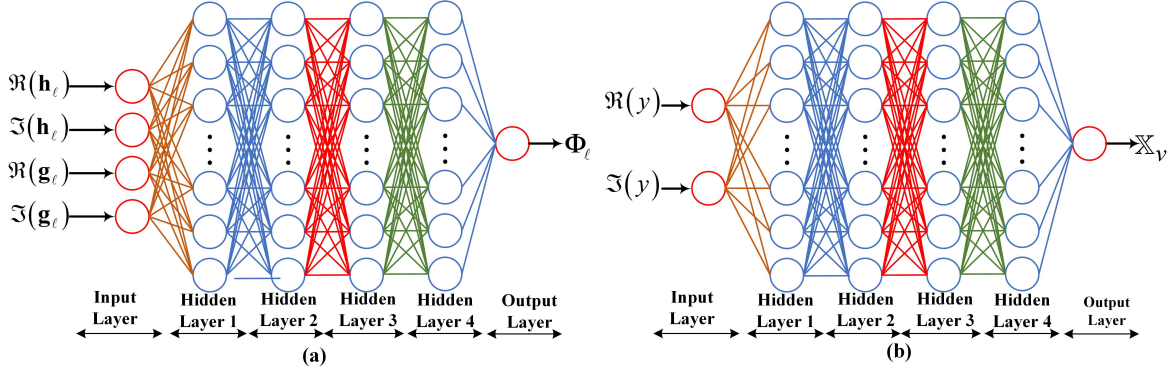 ℜ(h_ℓ)
ℑ(h_ℓ)
ℜ(g_ℓ)
ℑ(g_ℓ)
Φ_ℓ
Input
Layer
Hidden
Layer 1
Hidden
Layer 2
Hidden
Layer 3
Hidden
Layer 4
Output
Layer
(a)
ℜ(y)
ℑ(y)
𝕏_ν
Input
Layer
Hidden
Layer 1
Hidden
Layer 2
Hidden
Layer 3
Hidden
Layer 4
Output
Layer
(b)